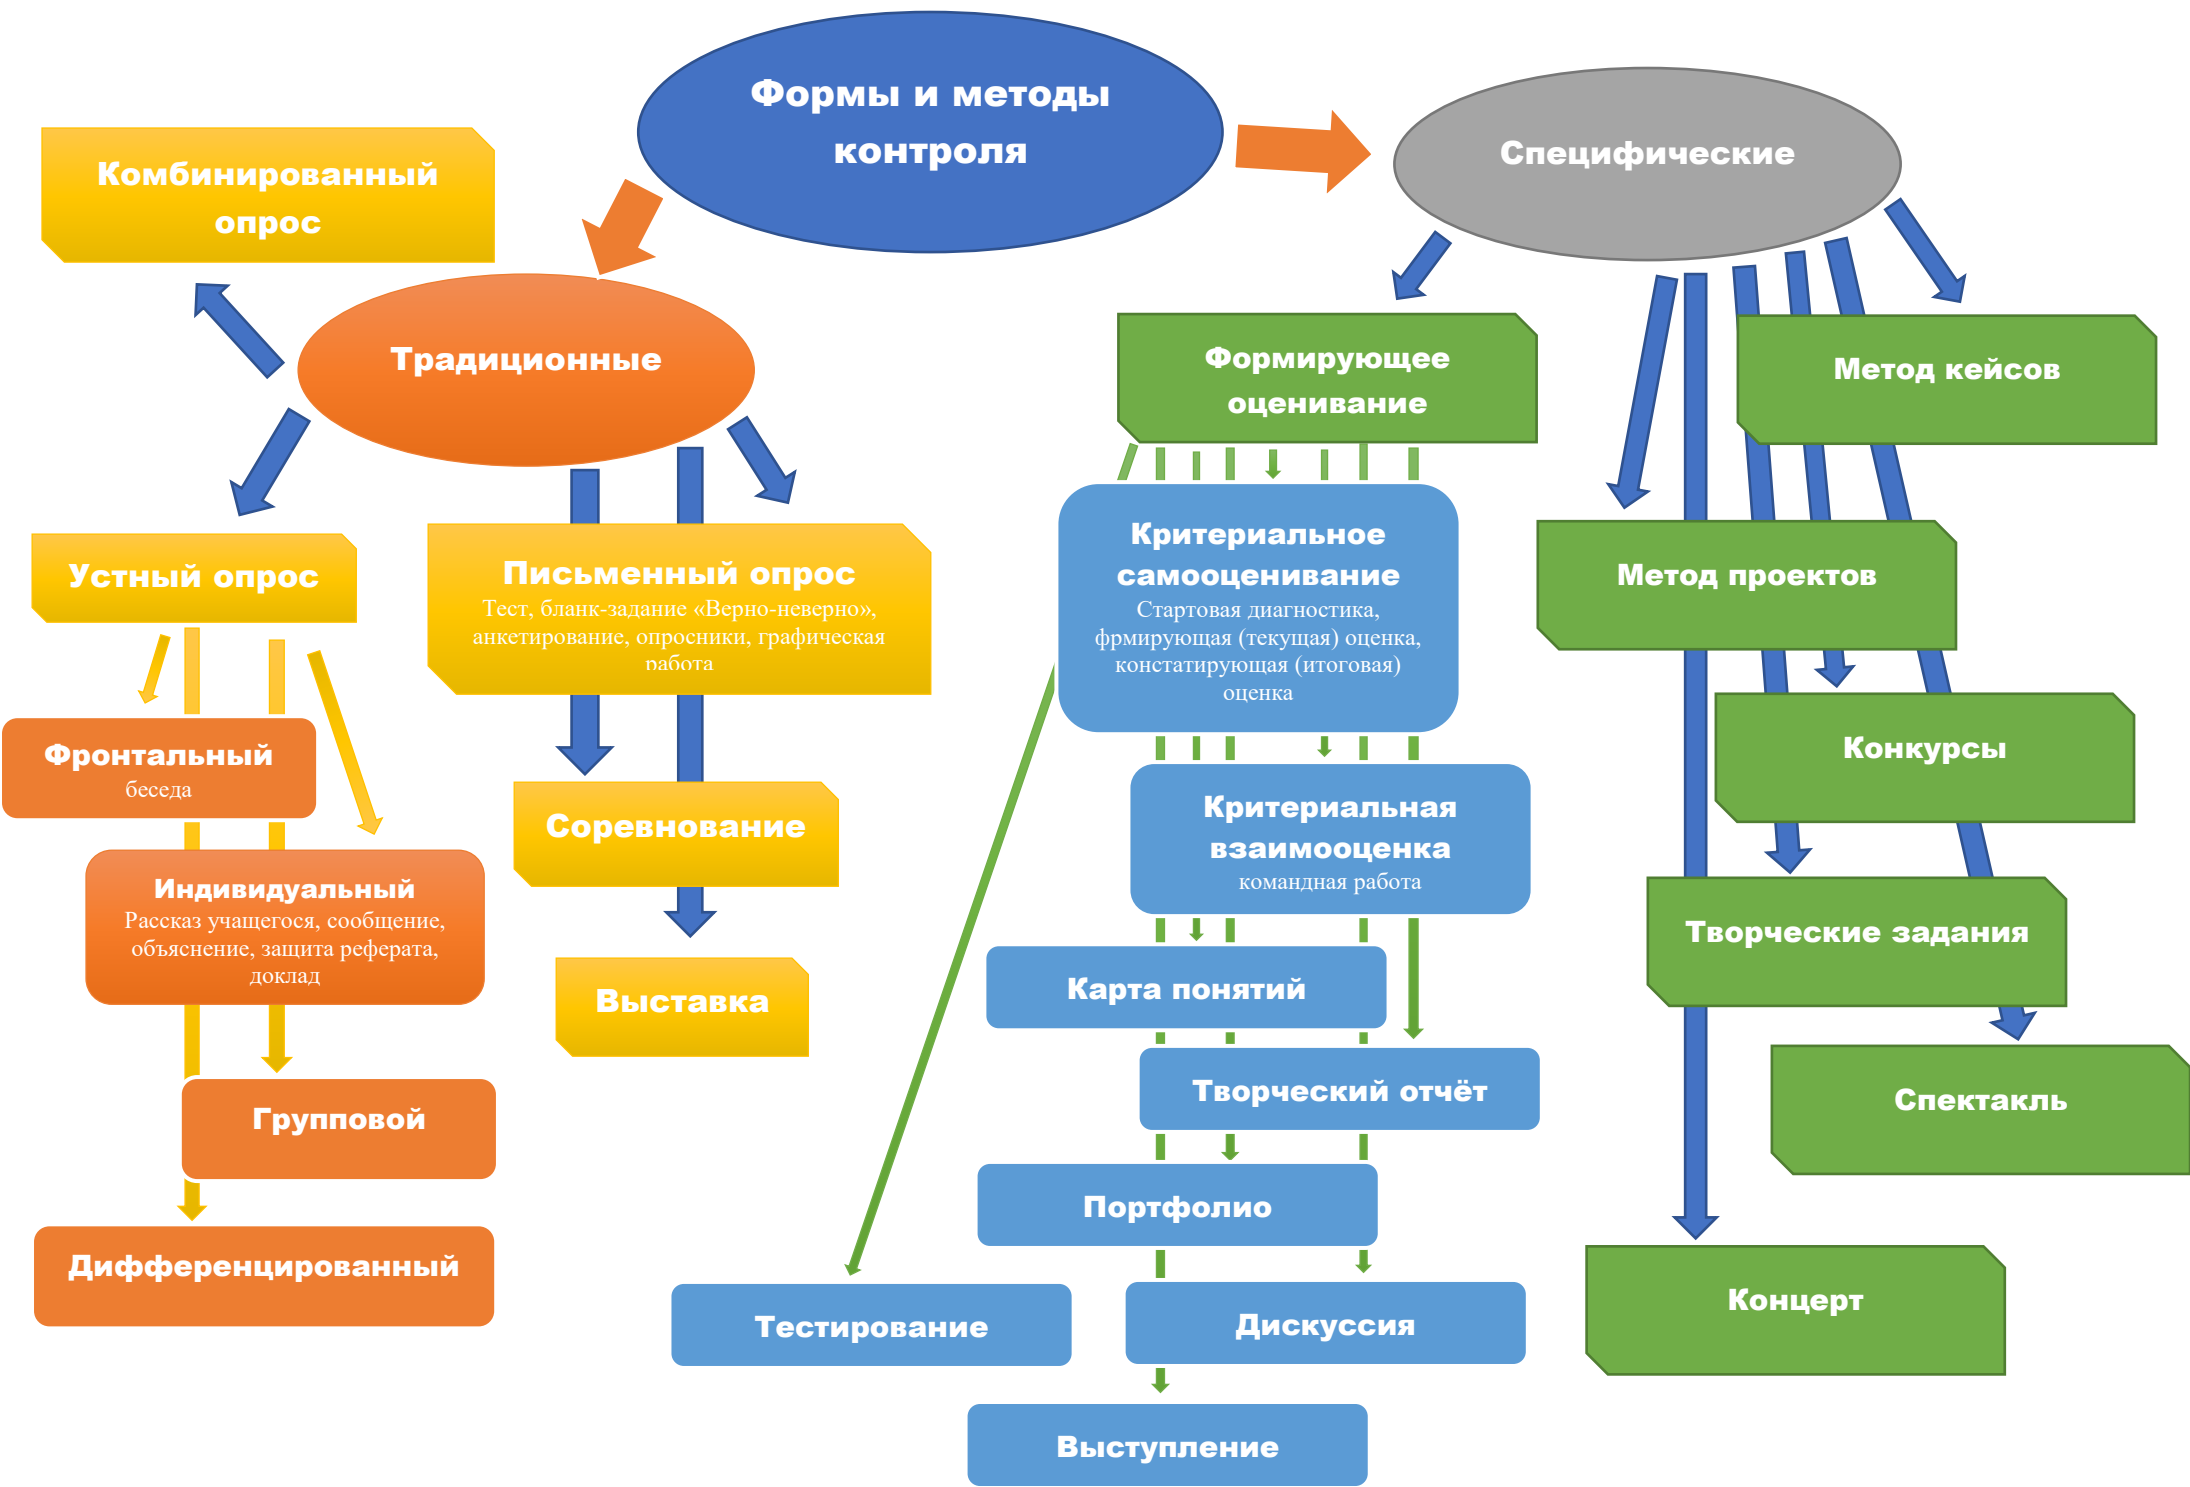 Формы и методы
контроля
Специфические
Комбинированный
опрос
Традиционные
Формирующее
оценивание
Метод кейсов
Устный опрос
Письменный опрос
Тест, бланк-задание «Верно-неверно»,
анкетирование, опросники, графическая
работа
Критериальное
самооценивание
Стартовая диагностика,
фрмирующая (текущая) оценка,
констатирующая (итоговая)
оценка
Метод проектов
Фронтальный
беседа
Конкурсы
Соревнование
Критериальная
взаимооценка
командная работа
Индивидуальный
Рассказ учащегося, сообщение,
объяснение, защита реферата,
доклад
Творческие задания
Выставка
Карта понятий
Творческий отчёт
Спектакль
Групповой
Портфолио
Дифференцированный
Тестирование
Дискуссия
Концерт
Выступление